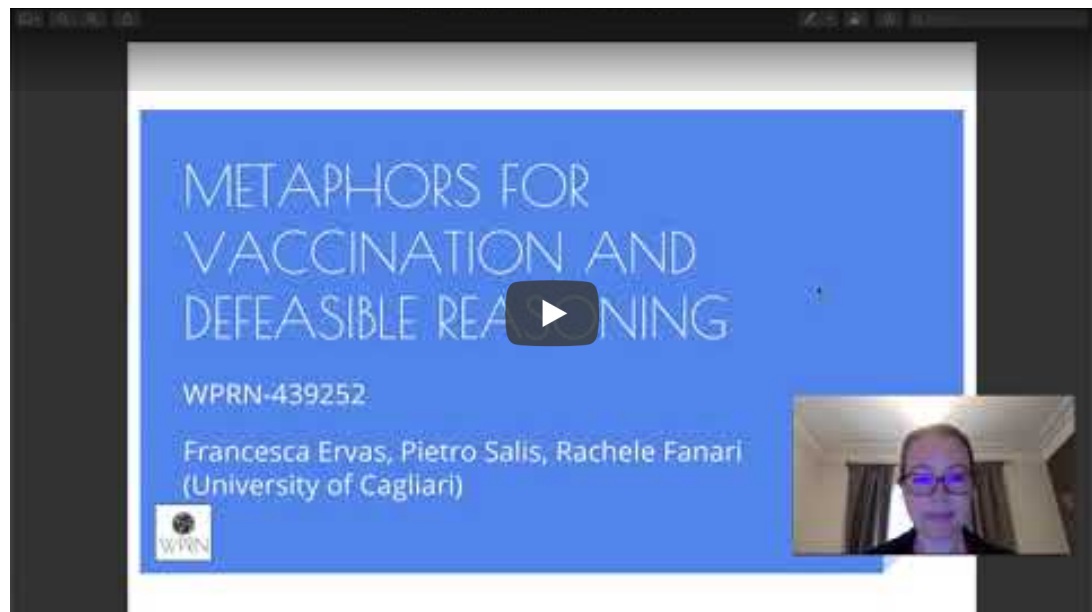 METAPHORS FOR
VACCINATION AND
DEFEASIBLE REASONING
WPRN-439252
Francesca Ervas, Pietro Salis, Rachele Fanari
(University of Cagliari)
WPRN